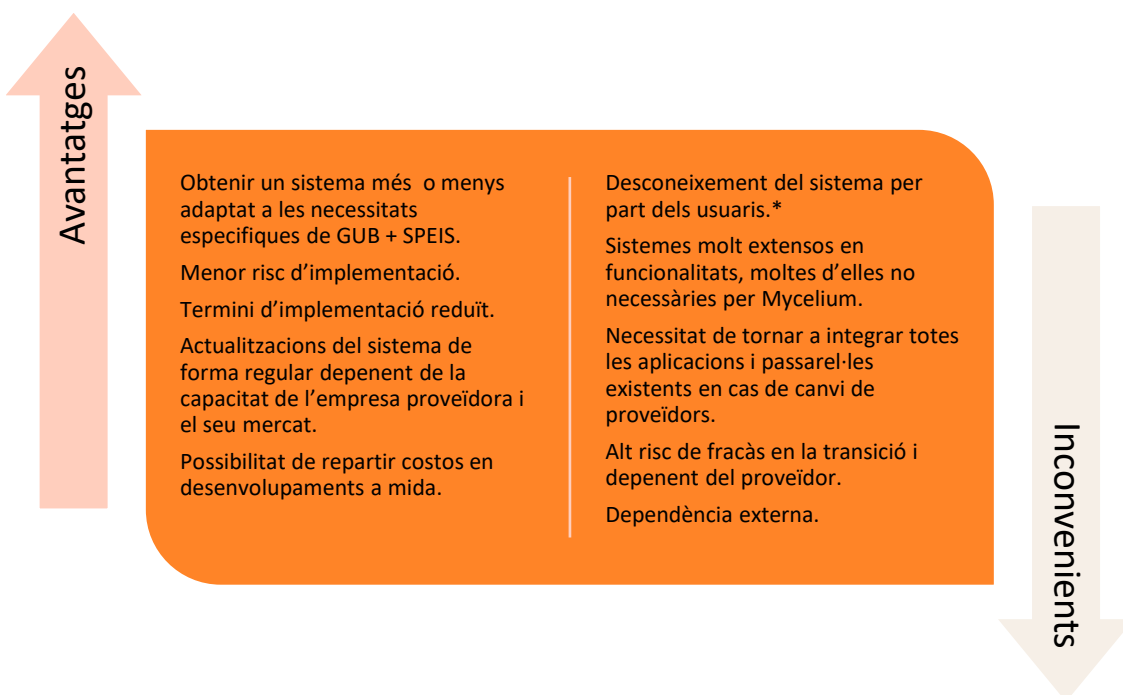 Avantatges
Obtenir un sistema més o menys
adaptat a les necessitats
especifiques de GUB + SPEIS.
Menor risc d’implementació.
Termini d’implementació reduït.
Actualitzacions del sistema de
forma regular depenent de la
capacitat de l’empresa proveïdora i
el seu mercat.
Possibilitat de repartir costos en
desenvolupaments a mida.
Desconeixement del sistema per
part dels usuaris.*
Sistemes molt extensos en
funcionalitats, moltes d’elles no
necessàries per Mycelium.
Necessitat de tornar a integrar totes
les aplicacions i passarel·les
existents en cas de canvi de
proveïdors.
Alt risc de fracàs en la transició i
depenent del proveïdor.
Dependència externa.
Inconvenients